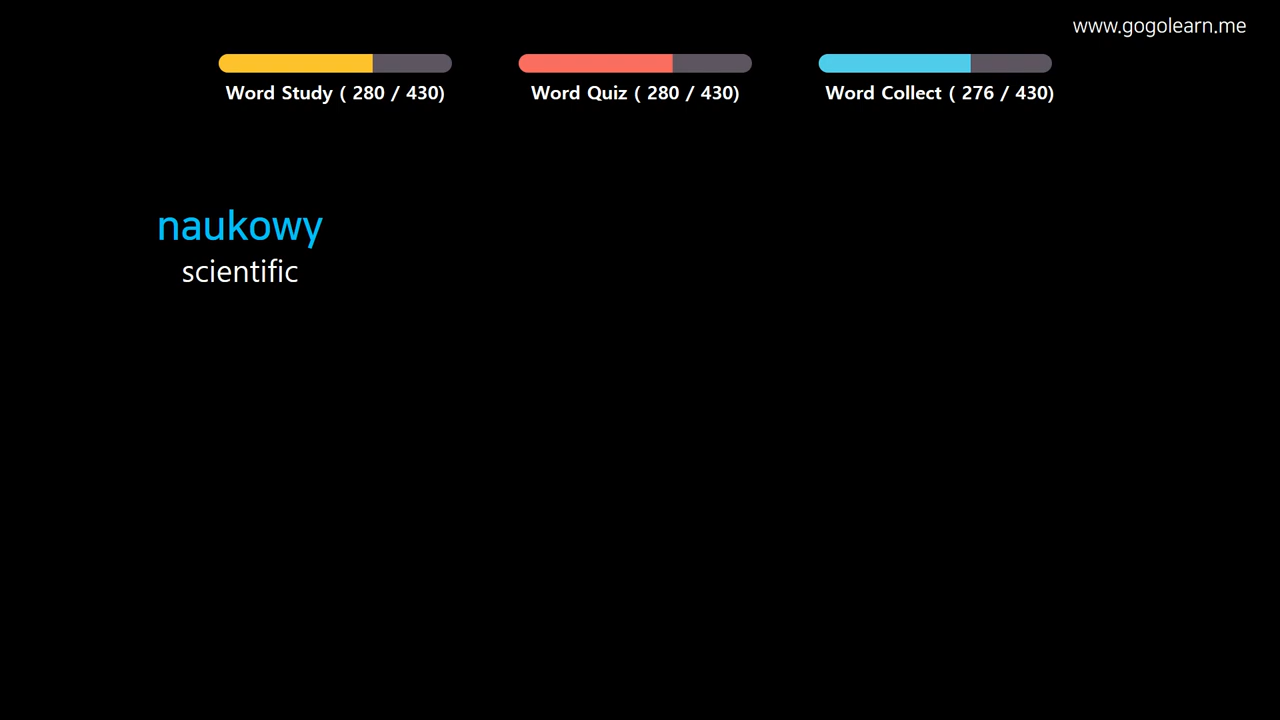 www.gogolearn.me
Word Study ( 280 / 430)
Word Quiz ( 280 / 430)
Word Collect ( 276 / 430)
naukowy
scientific